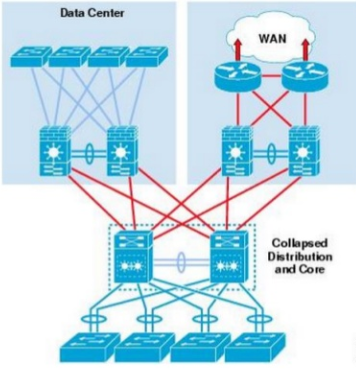 Data Center
WAN
Collapsed
Distribution
and Core